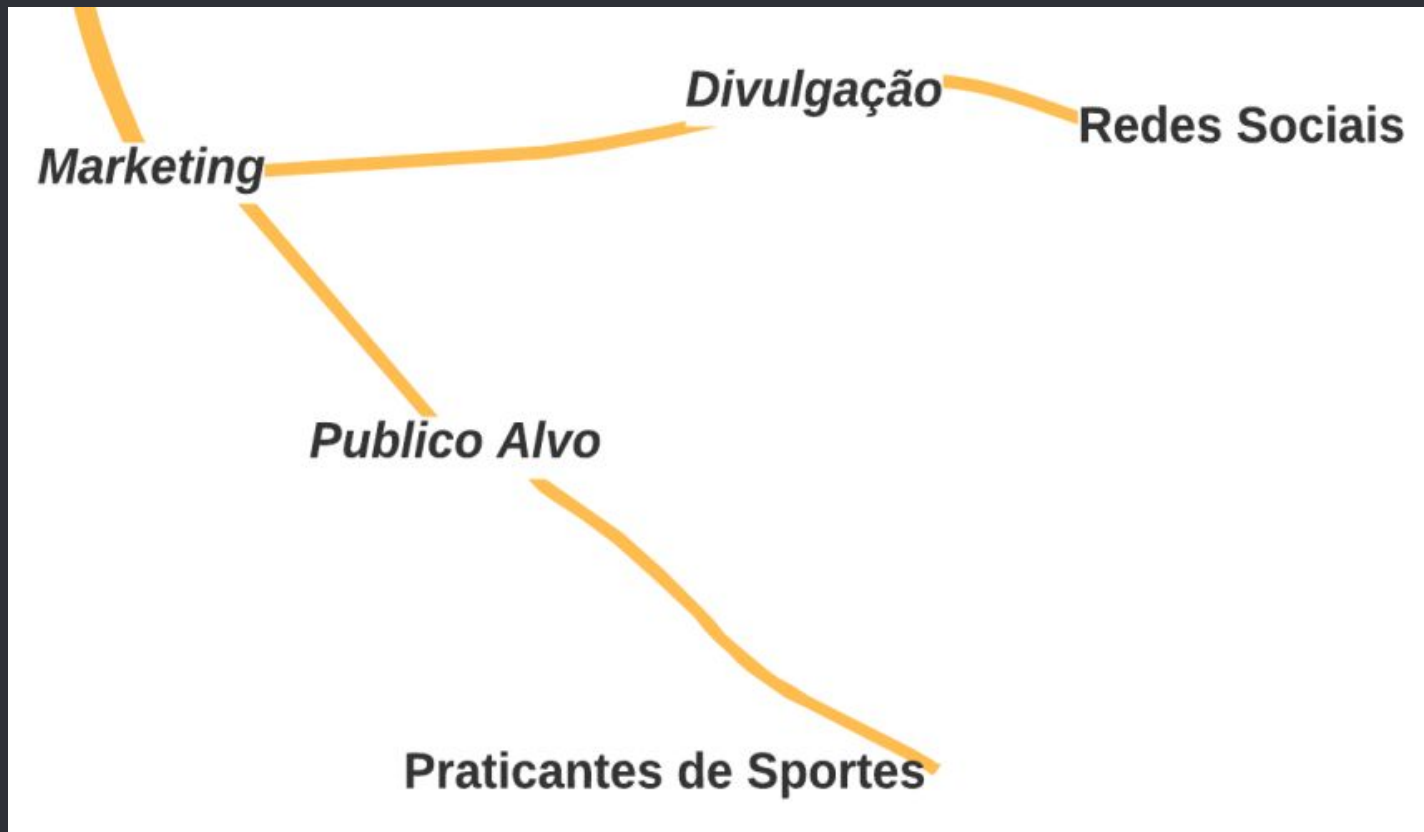 Divulgação
Redes Sociais
Marketing
Publico Alvo
Praticantes de Sportes